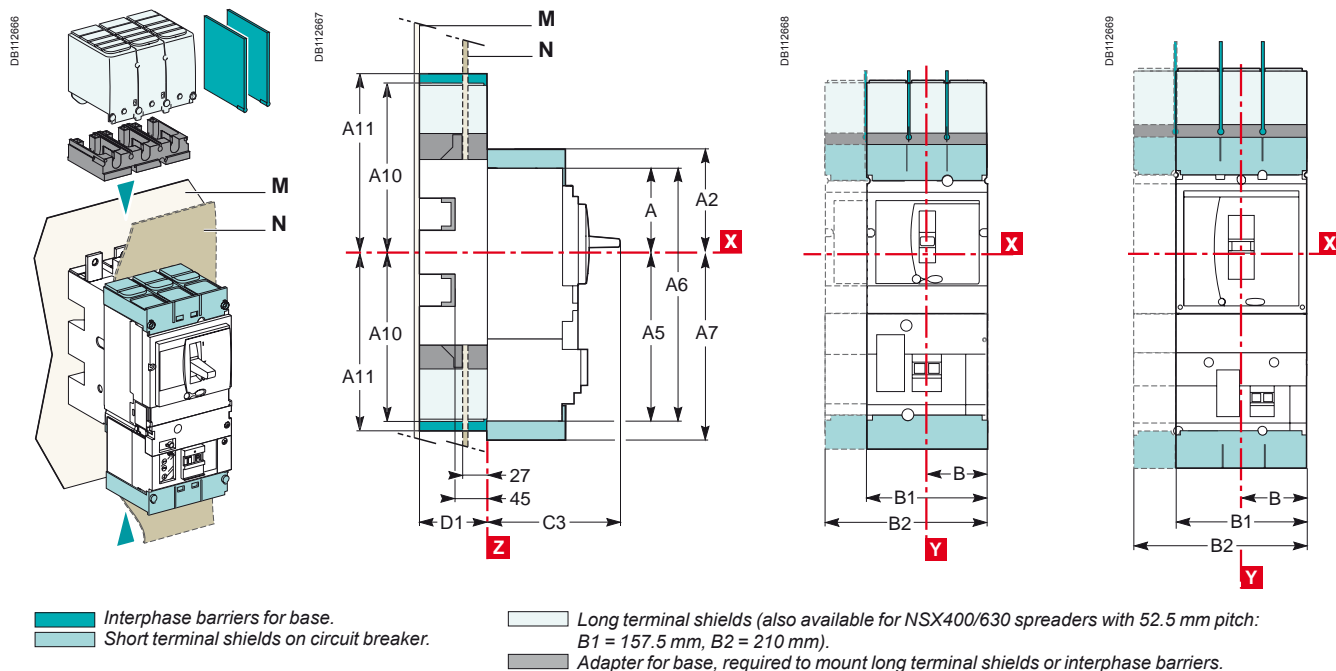 DB112666
M
N
DB112667
M
N
A11
A10
A2
A
X
A6
A10
A5
A7
A11
27
45
D1
C3
Z
DB112668
X
B
B1
B2
Y
DB112669
X
B
B1
B2
Y
Interphase barriers for base.
Short terminal shields on circuit breaker.
Long terminal shields (also available for NSX400/630 spreaders with 52.5 mm pitch:
B1 = 157.5 mm, B2 = 210 mm).
Adapter for base, required to mount long terminal shields or interphase barriers.